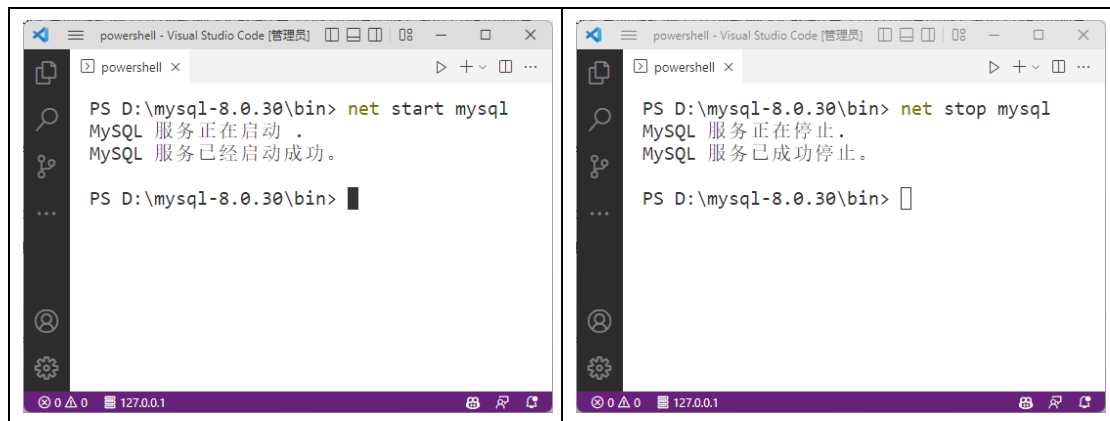 powershell - Visual Studio Code [管理员]
powershell
PS D:\mysql-8.0.30\bin> net start mysql
MySQL 服务正在启动 .
MySQL 服务已经启动成功。
PS D:\mysql-8.0.30\bin>
0 0 127.0.0.1
powershell - Visual Studio Code [管理员]
powershell
PS D:\mysql-8.0.30\bin> net stop mysql
MySQL 服务正在停止.
MySQL 服务已成功停止。
PS D:\mysql-8.0.30\bin>
0 0 127.0.0.1